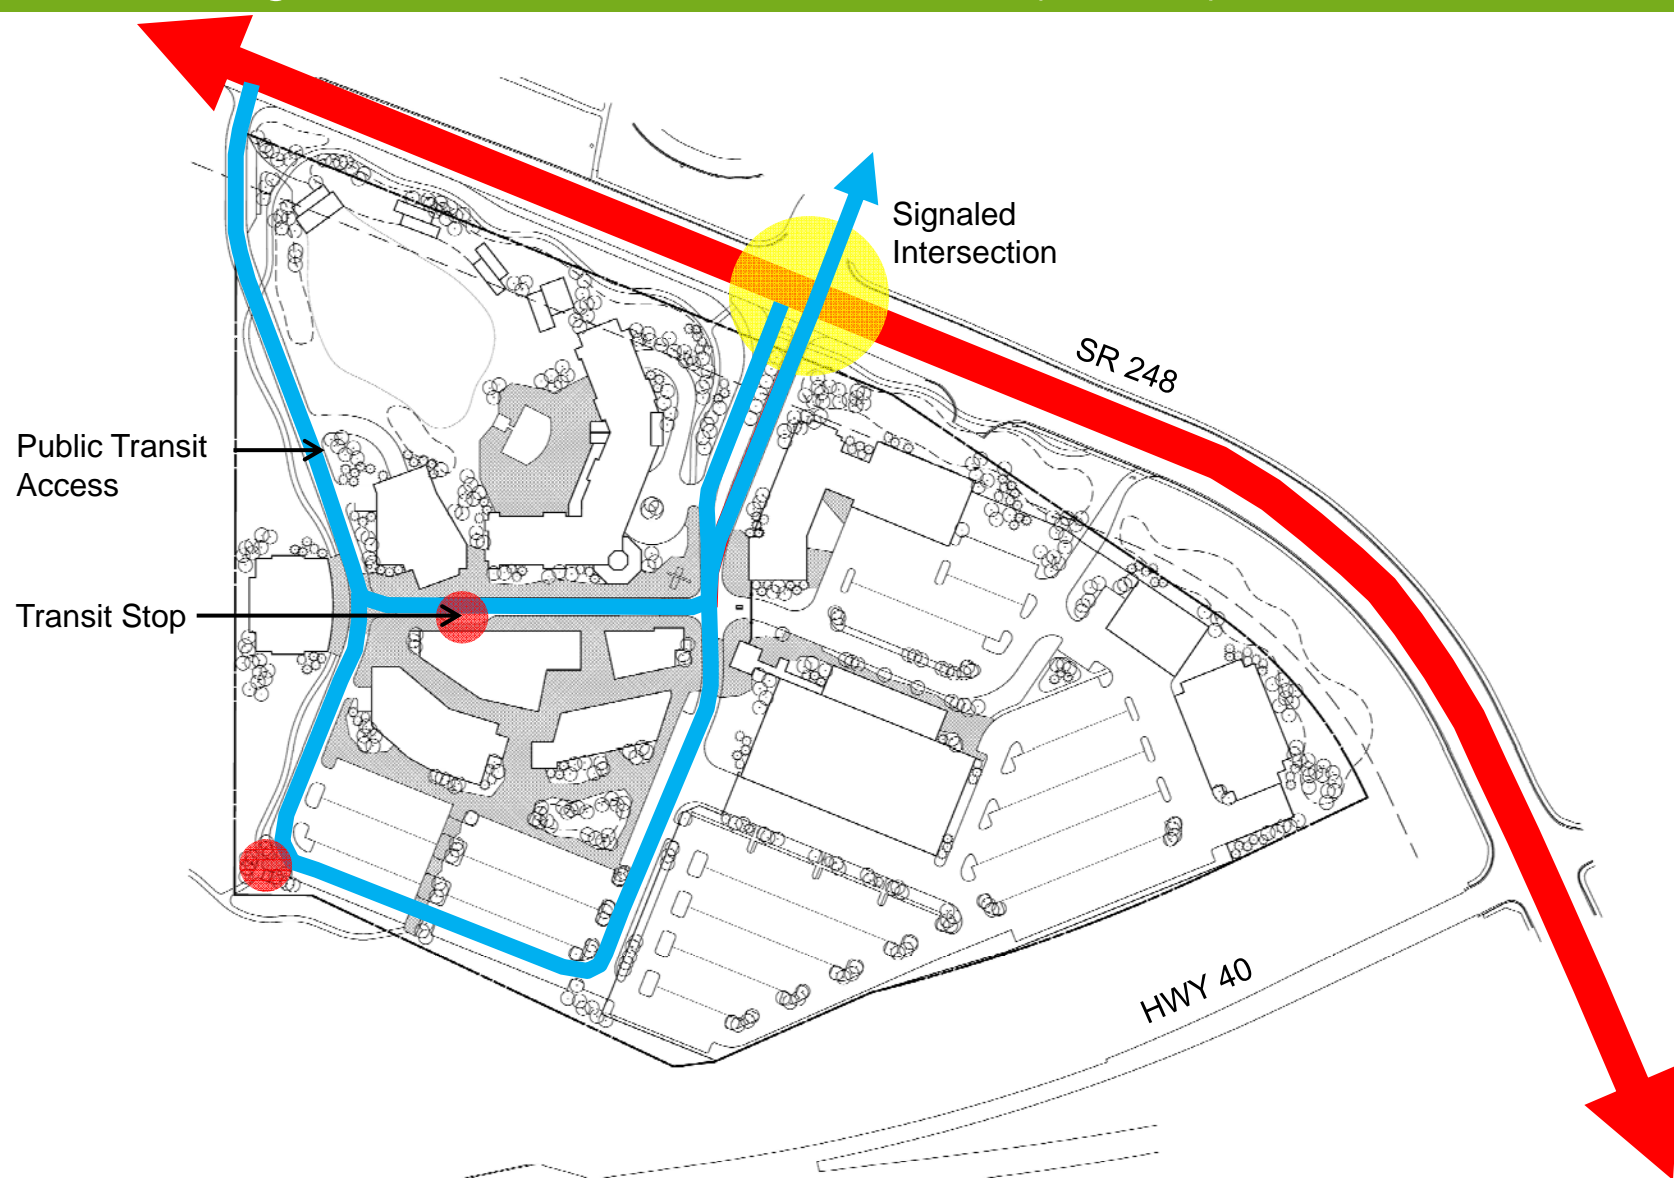 Signaled
Intersection
SR 248
Public Transit
Access
Transit Stop
HWY 40